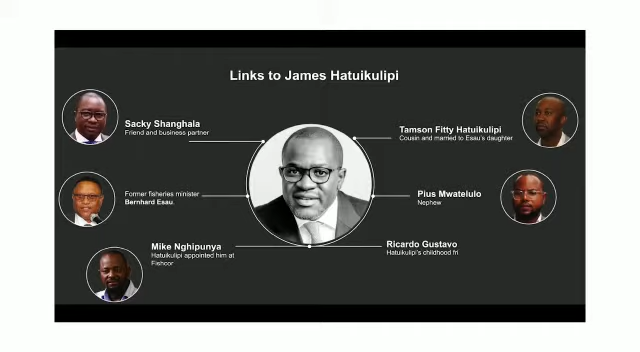 Links to James Hatuikulipi
Sacky Shanghala
Friend and business partner
Former fisheries minister
Bernhard Esau.
Mike Nghipunya
Hatuikulipi appointed him at
Fishcor
Tamson Fitty Hatuikulipi
Cousin and married to Esau's daughter
Pius Mwatelulo
Nephew
Ricardo Gustavo
Hatuikulipi's childhood fri